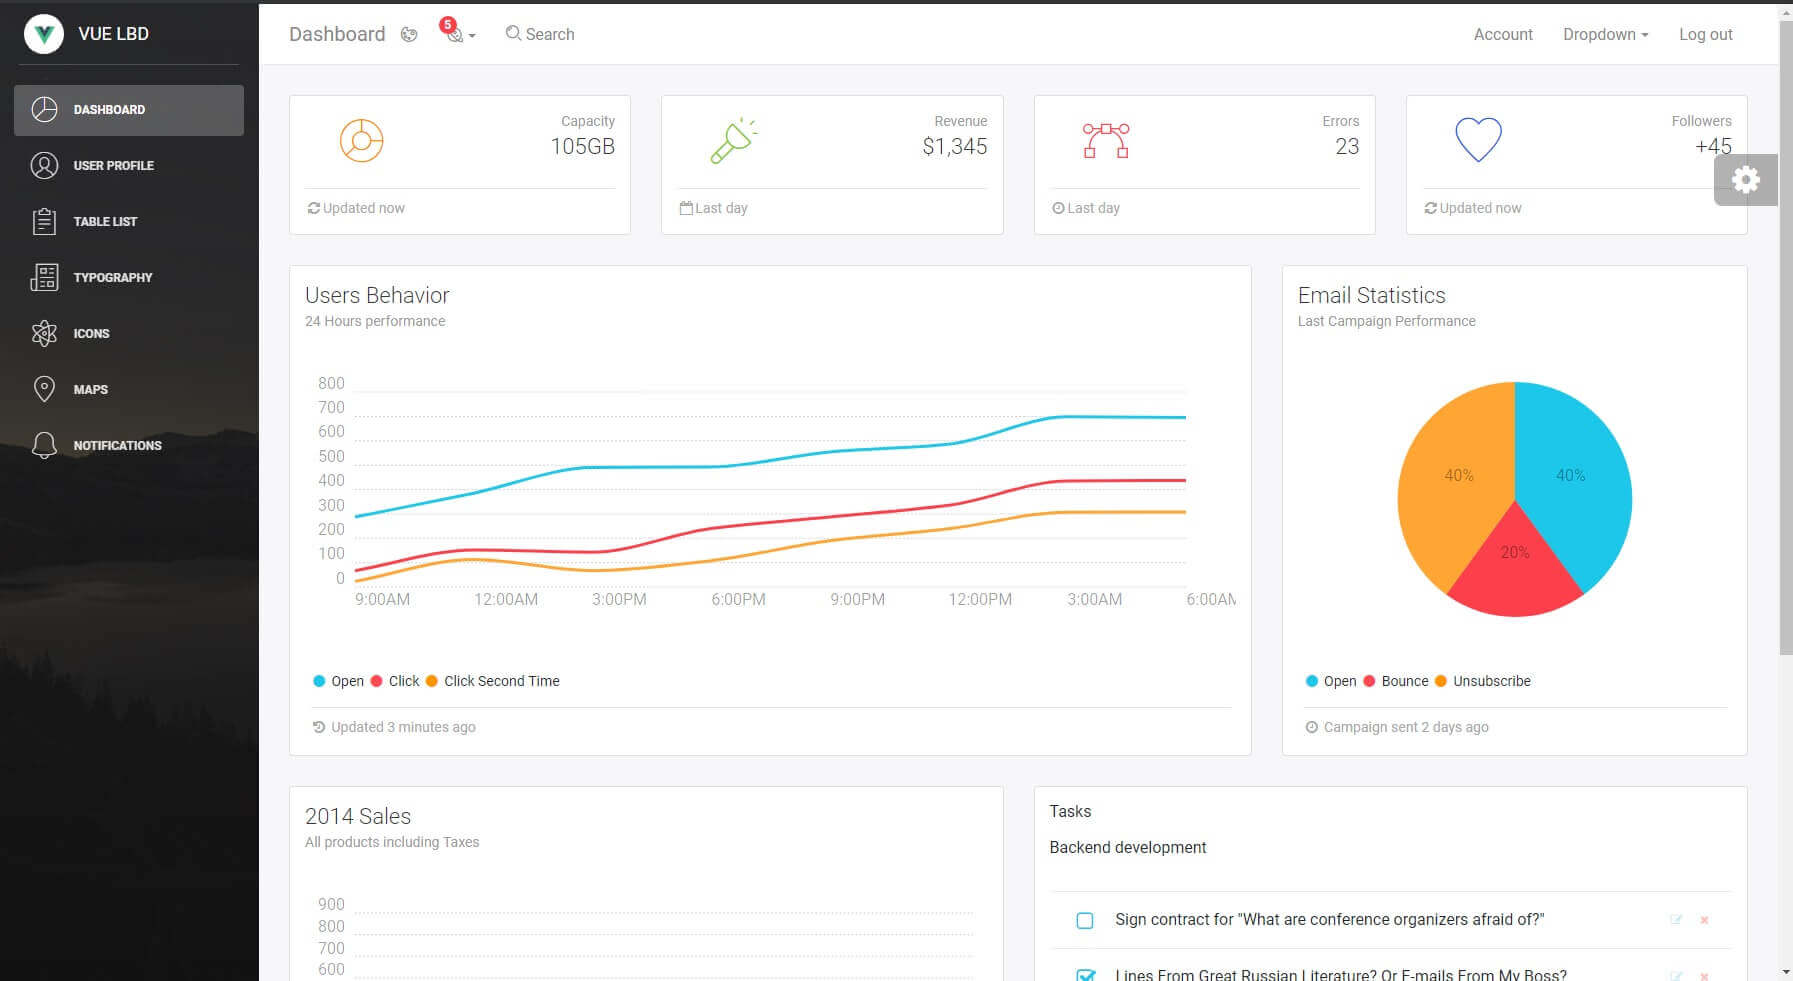 VUE LBD
DASHBOARD
USER PROFILE
TABLE LIST
TYPOGRAPHY
ICONS
MAPS
NOTIFICATIONS
Dashboard 5 Search Account Dropdown Log out
Capacity
105GB
Updated now
Revenue
$1,345
Last day
Errors
23
Last day
Followers
+45
Updated now
Users Behavior
24 Hours performance
800
700
600
500
400
300
200
100
0
9:00AM 12:00AM 3:00PM 6:00PM 9:00PM 12:00PM 3:00AM 6:00AM
Open Click Click Second Time
Updated 3 minutes ago
Email Statistics
Last Campaign Performance
40% 40%
20%
Open Bounce Unsubscribe
Campaign sent 2 days ago
2014 Sales
All products including Taxes
900
800
700
600
Tasks
Backend development
Sign contract for "What are conference organizers afraid of?"
Lines From Great Russian Literature? Or E-mails From My Boss?